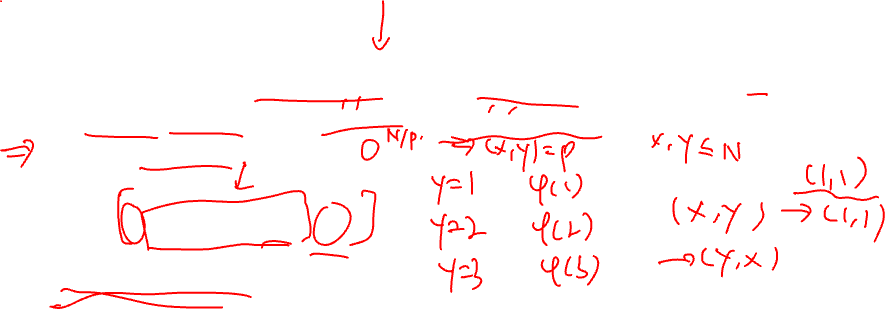 N/p. → (x,y)=p x,y≤N
y=1 φ(1) (1,1)
y=2 φ(2) (x,y) → (1,1)
y=3 φ(3) → (y,x)